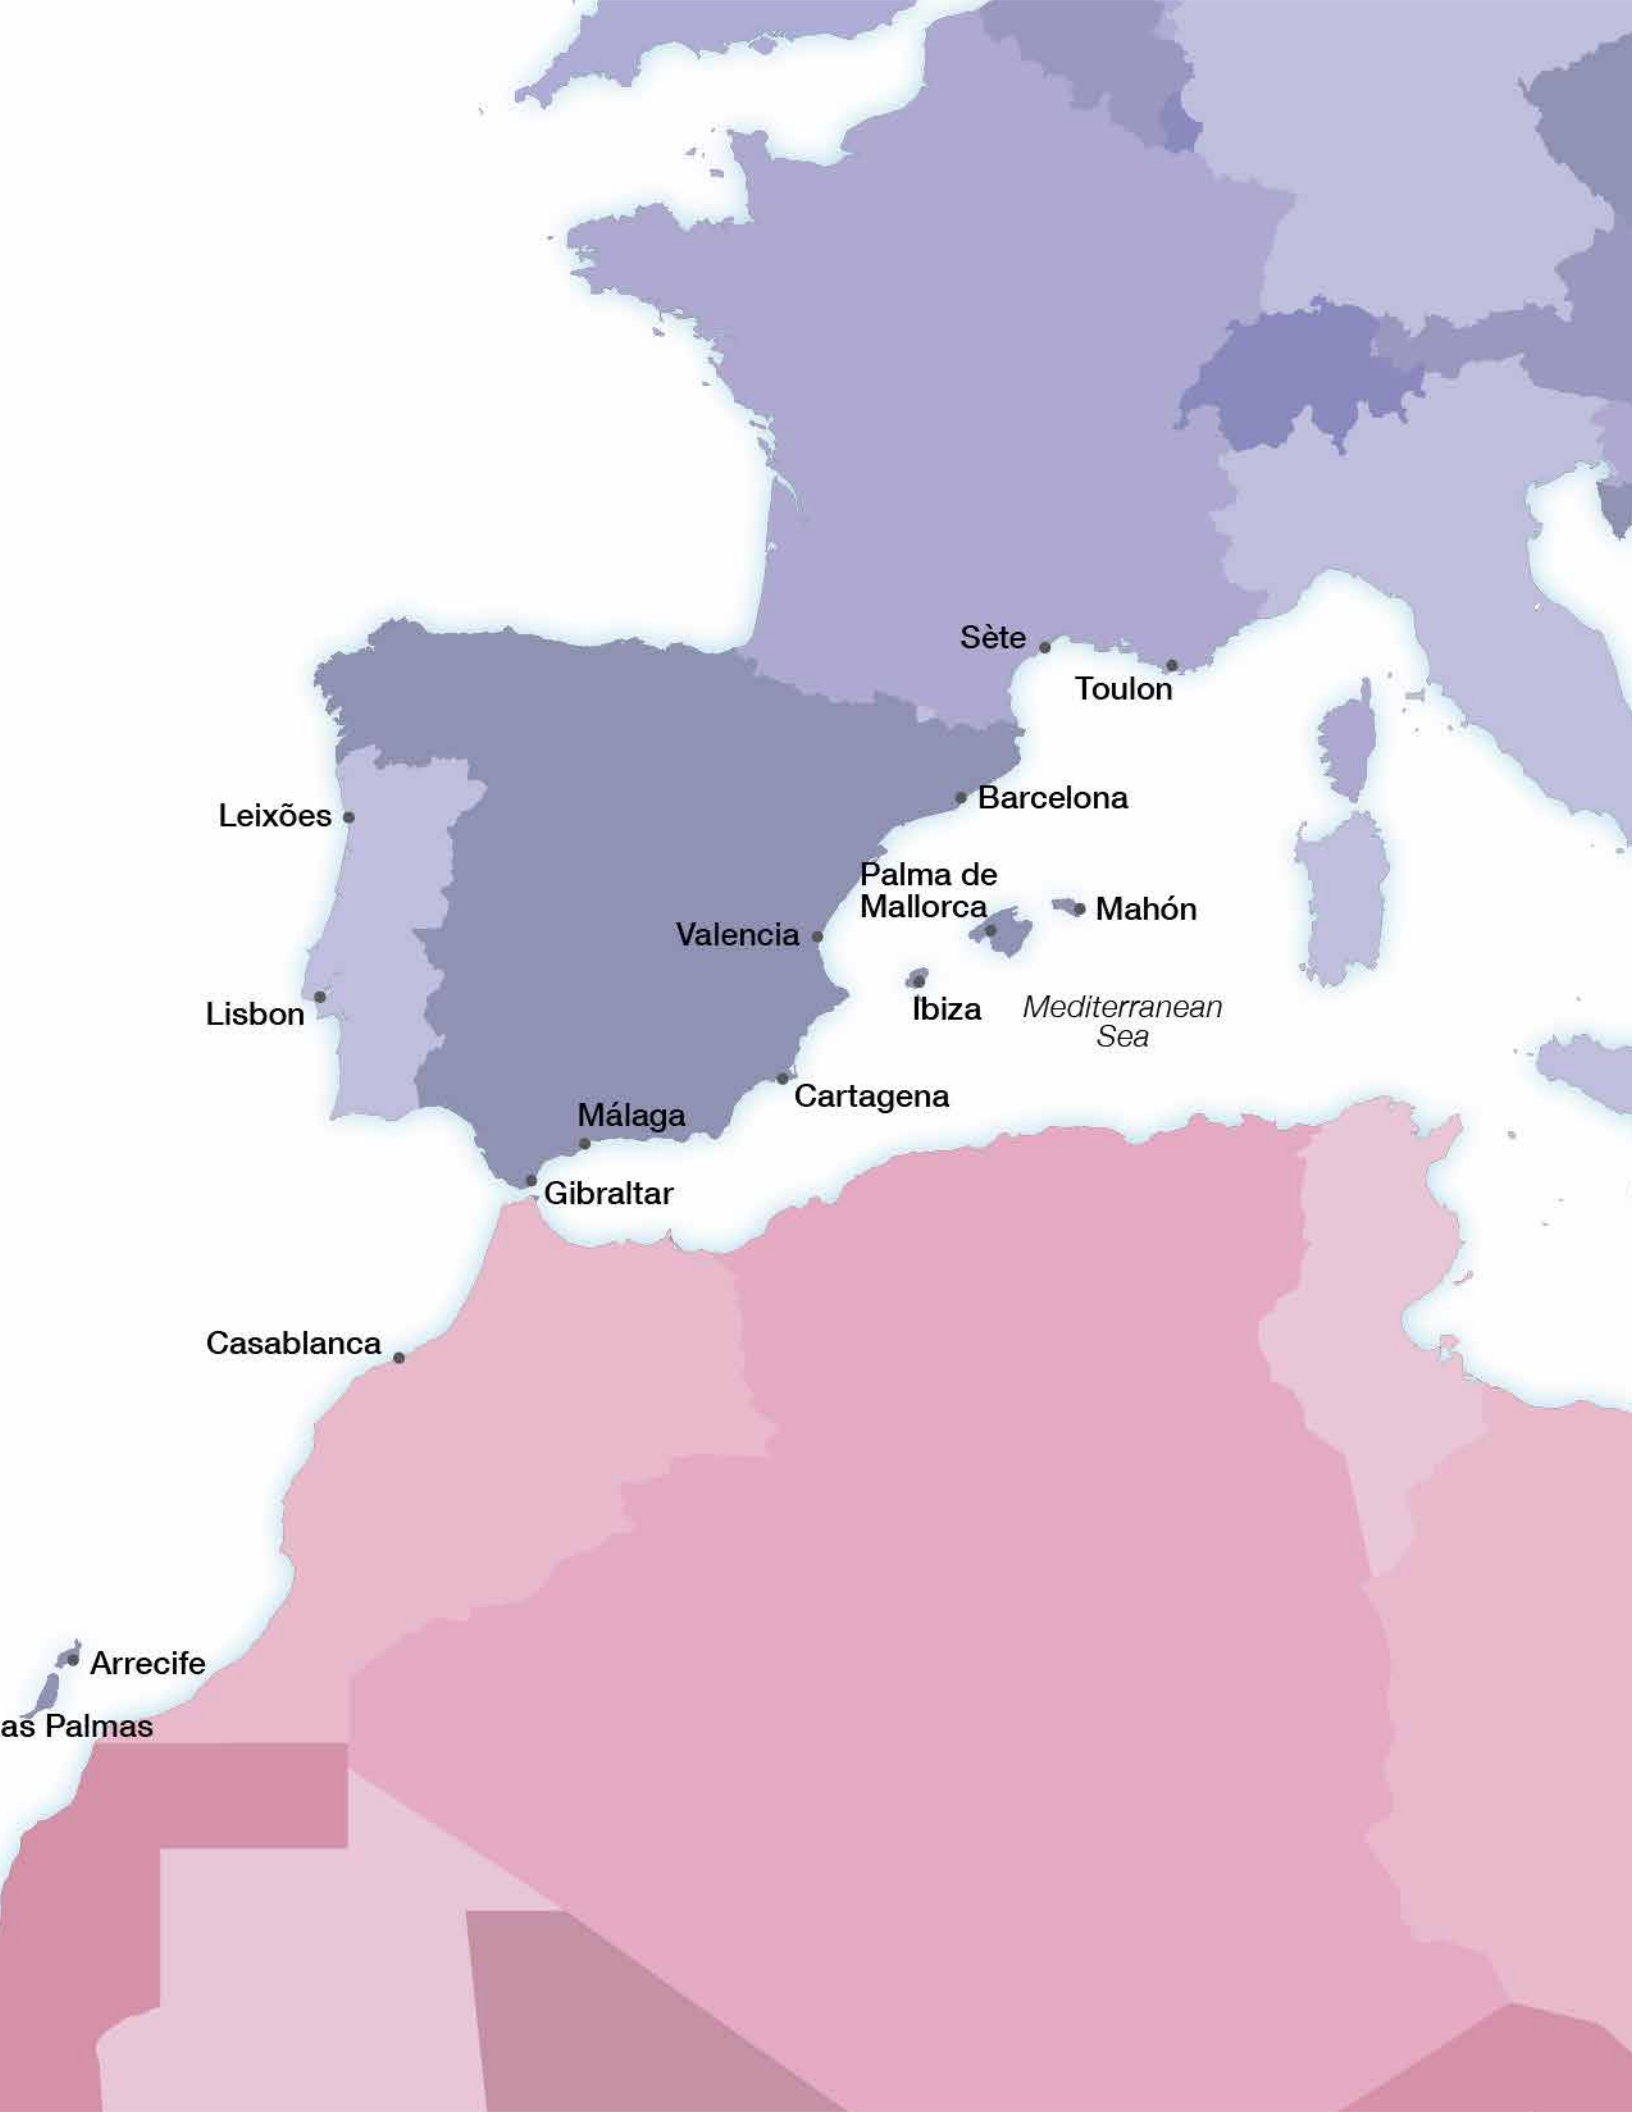 Sète
Toulon
Barcelona
Leixões
Palma de
Mallorca
Mahón
Valencia
Ibiza
Mediterranean
Sea
Lisbon
Cartagena
Málaga
Gibraltar
Casablanca
Arrecife
as Palmas